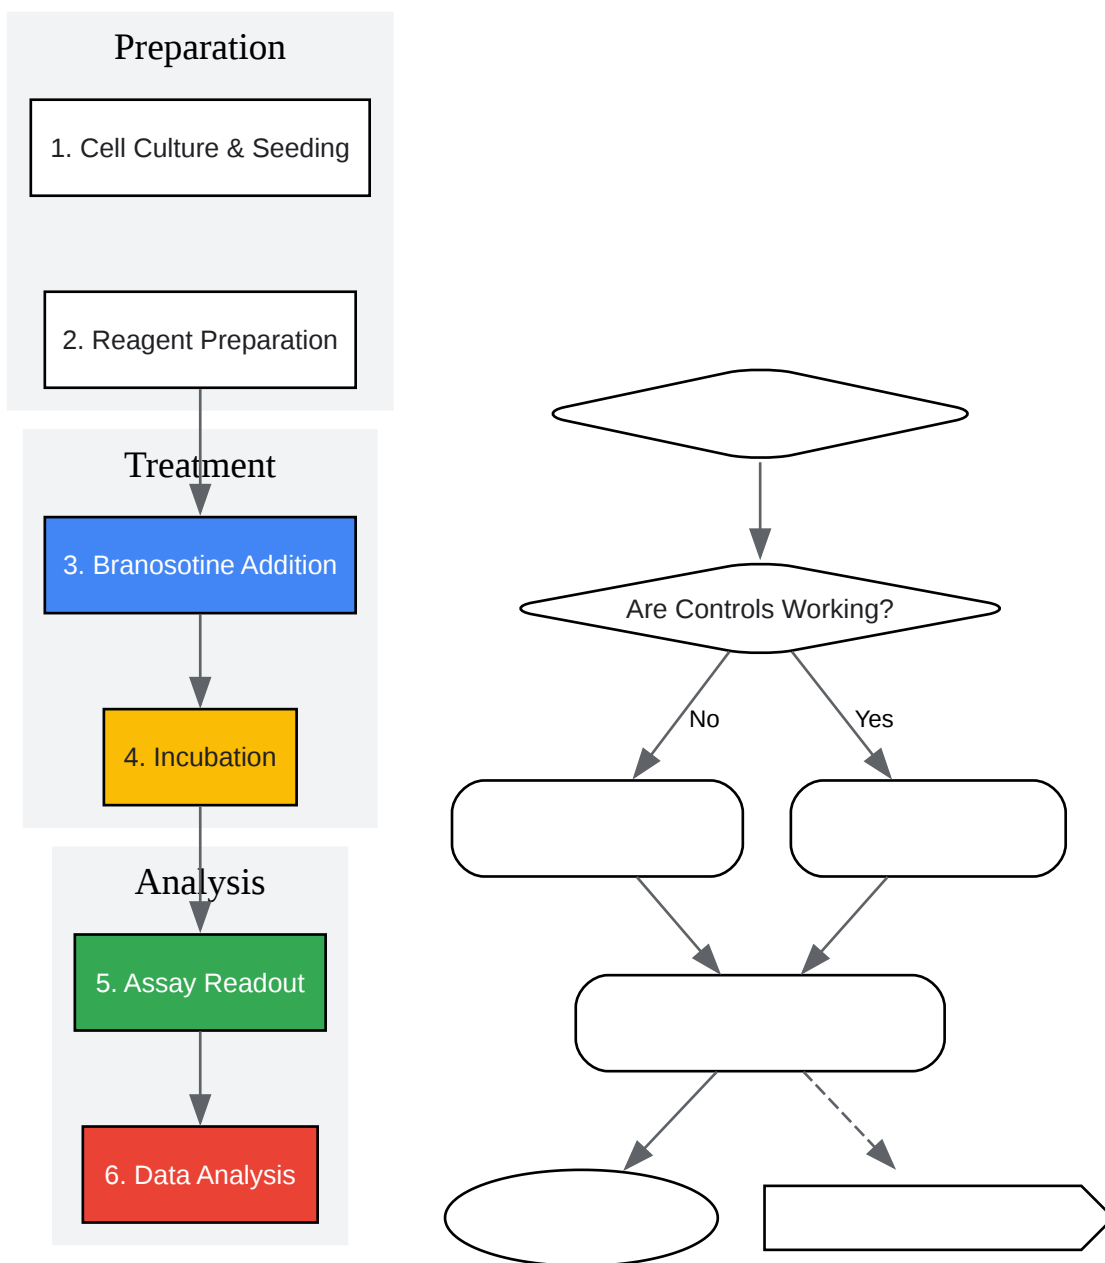 Preparation
1. Cell Culture & Seeding
2. Reagent Preparation
Treatment
3. Branosotine Addition
4. Incubation
Analysis
5. Assay Readout
6. Data Analysis
Are Controls Working?
No
Yes